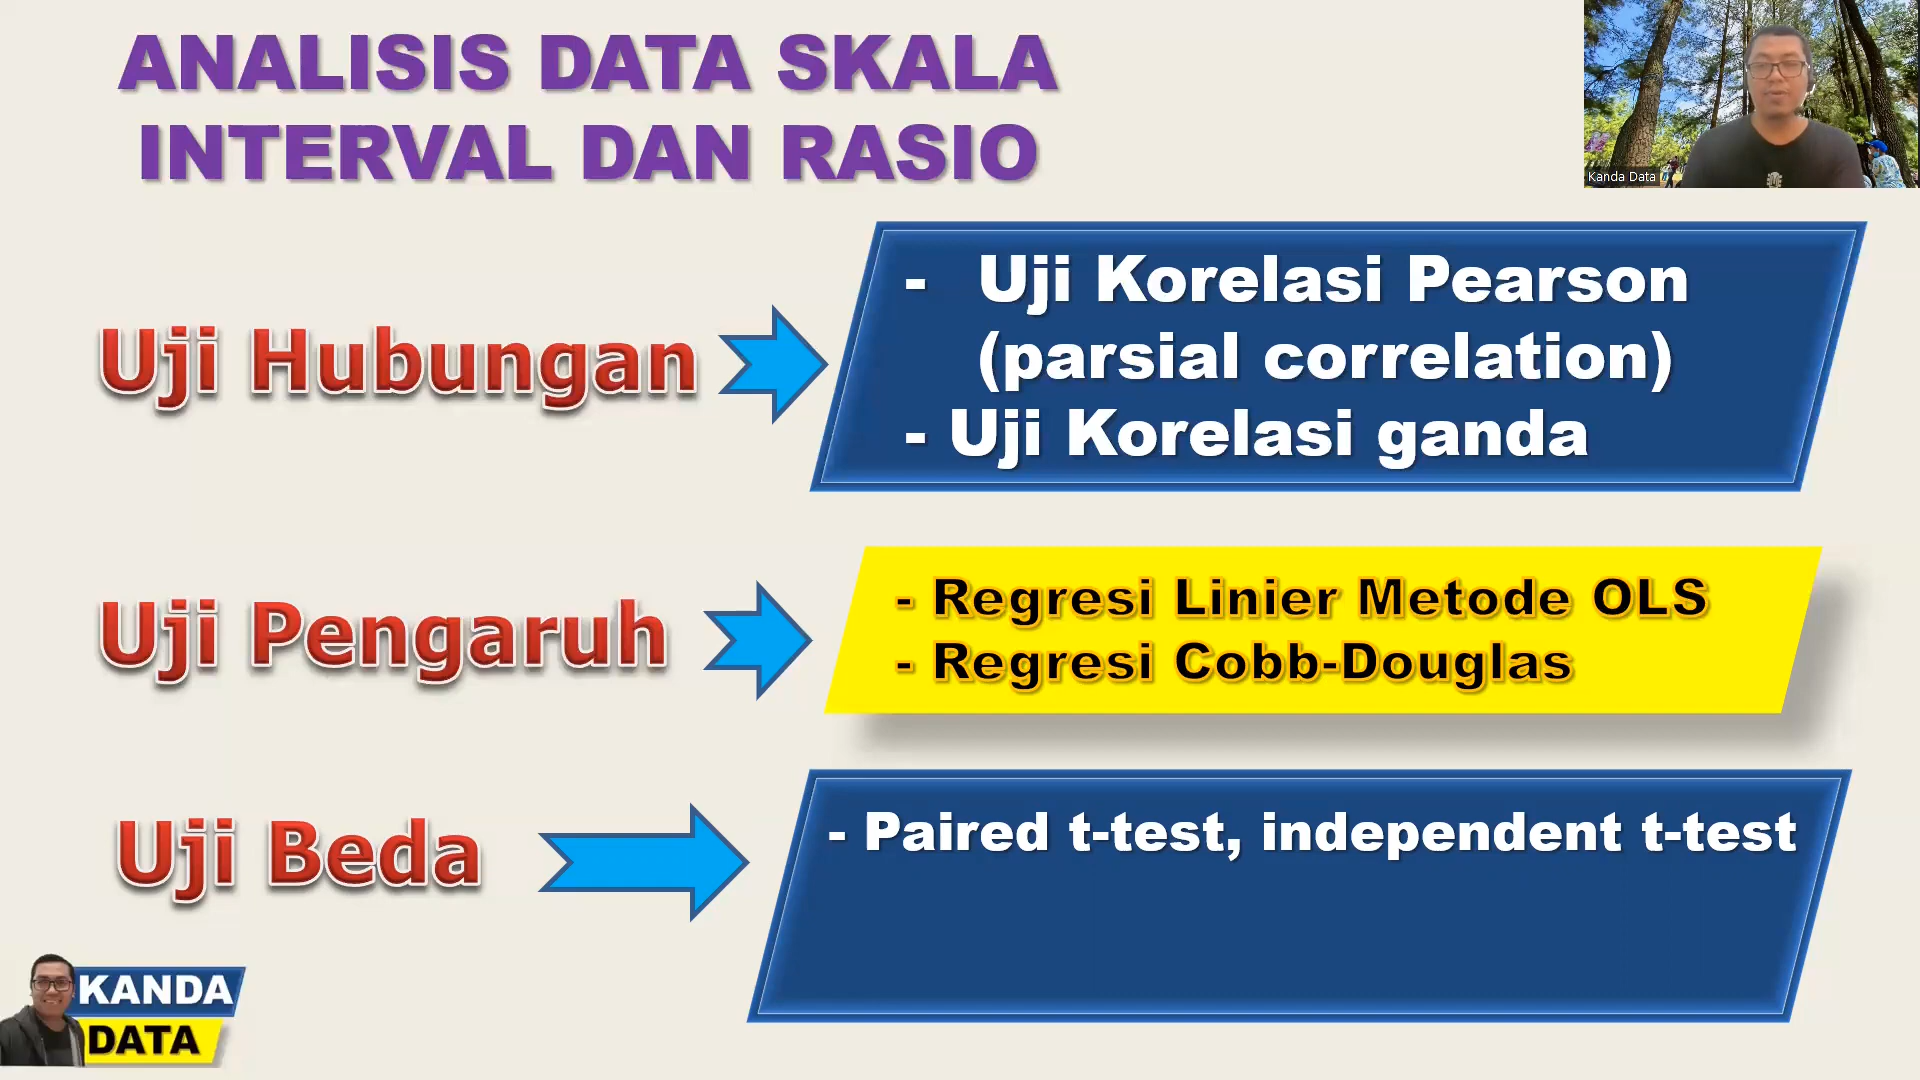 ANALISIS DATA SKALA
INTERVAL DAN RASIO
Kanda Data
Uji Hubungan
- Uji Korelasi Pearson
(parsial correlation)
- Uji Korelasi ganda
Uji Pengaruh
- Regresi Linier Metode OLS
- Regresi Cobb-Douglas
Uji Beda
- Paired t-test, independent t-test
KANDA
DATA